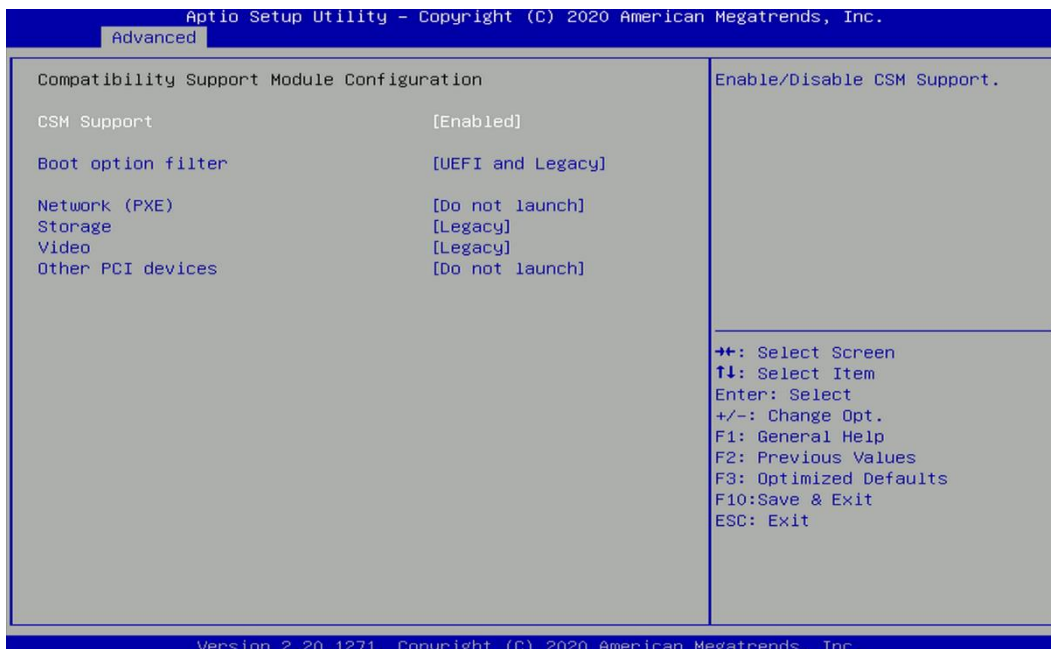 Aptio Setup Utility – Copyright (C) 2020 American Megatrends, Inc.
Advanced
Compatibility Support Module Configuration
CSM Support [Enabled]
Boot option filter [UEFI and Legacy]
Network (PXE) [Do not launch]
Storage [Legacy]
Video [Legacy]
Other PCI devices [Do not launch]
Enable/Disable CSM Support.
→←: Select Screen
↑↓: Select Item
Enter: Select
+/-: Change Opt.
F1: General Help
F2: Previous Values
F3: Optimized Defaults
F10:Save & Exit
ESC: Exit
Version 2.20.1271. Copyright (C) 2020 American Megatrends, Inc.